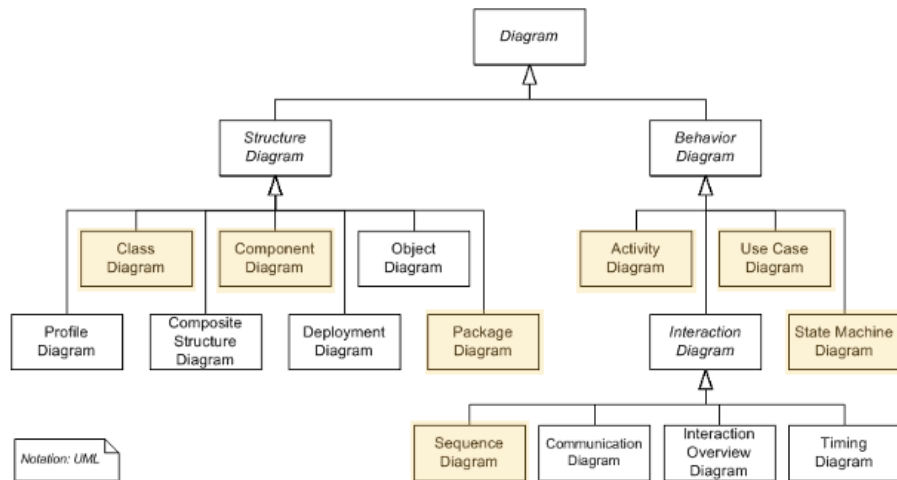 Diagram
Structure
Diagram
Behavior
Diagram
Class
Diagram
Component
Diagram
Object
Diagram
Activity
Diagram
Use Case
Diagram
Profile
Diagram
Composite
Structure
Diagram
Deployment
Diagram
Package
Diagram
Interaction
Diagram
State Machine
Diagram
Sequence
Diagram
Communication
Diagram
Interaction
Overview
Diagram
Timing
Diagram
Notation: UML